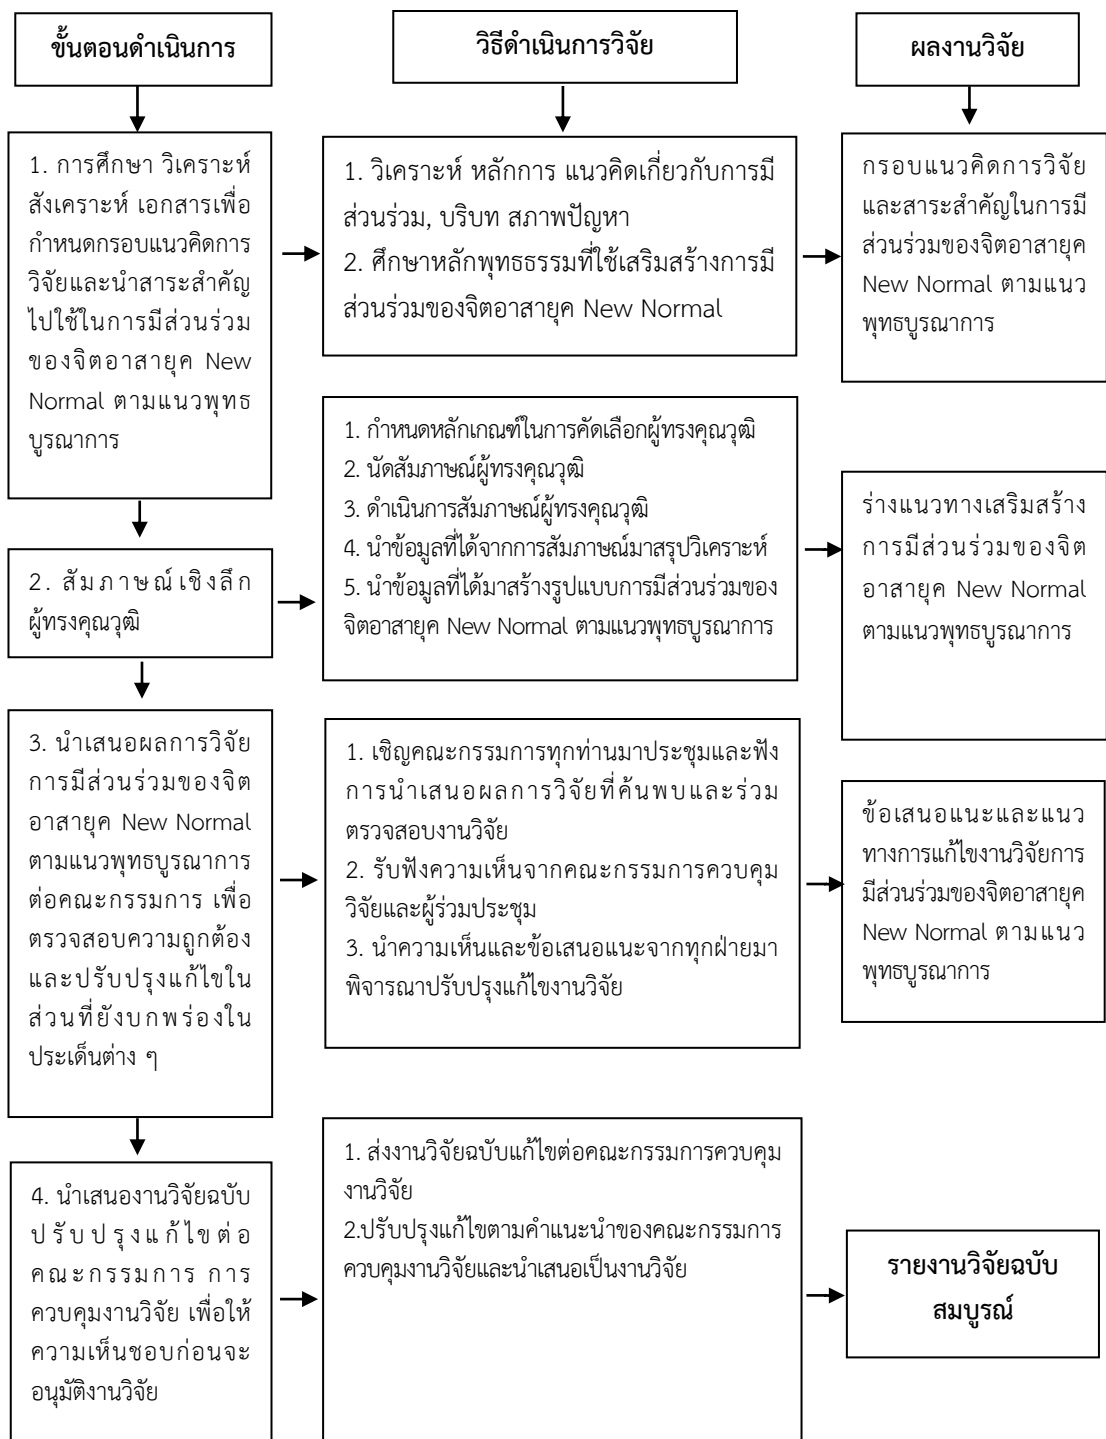 ขั้นตอนดำเนินการ
วิธีดำเนินการวิจัย
ผลงานวิจัย
1. การศึกษา วิเคราะห์
สังเคราะห์ เอกสารเพื่อ
กำหนดกรอบแนวคิดการ
วิจัยและนำสาระสำคัญ
ไปใช้ในการมีส่วนร่วม
ของจิตอาสายุค New
Normal ตามแนวพุทธ
บูรณาการ
1. วิเคราะห์ หลักการ แนวคิดเกี่ยวกับการมี
ส่วนร่วม, บริบท สภาพปัญหา
2. ศึกษาหลักพุทธธรรมที่ใช้เสริมสร้างการมี
ส่วนร่วมของจิตอาสายุค New Normal
กรอบแนวคิดการวิจัย
และสาระสำคัญในการมี
ส่วนร่วมของจิตอาสายุค
New Normal ตามแนว
พุทธบูรณาการ
2. สัมภาษณ์เชิงลึก
ผู้ทรงคุณวุฒิ
1. กำหนดหลักเกณฑ์ในการคัดเลือกผู้ทรงคุณวุฒิ
2. นัดสัมภาษณ์ผู้ทรงคุณวุฒิ
3. ดำเนินการสัมภาษณ์ผู้ทรงคุณวุฒิ
4. นำข้อมูลที่ได้จากการสัมภาษณ์มาสรุปวิเคราะห์
5. นำข้อมูลที่ได้มาสร้างรูปแบบการมีส่วนร่วมของ
จิตอาสายุค New Normal ตามแนวพุทธบูรณาการ
ร่างแนวทางเสริมสร้าง
การมีส่วนร่วมของจิต
อาสายุค New Normal
ตามแนวพุทธบูรณาการ
3. นำเสนอผลการวิจัย
การมีส่วนร่วมของจิต
อาสายุค New Normal
ตามแนวพุทธบูรณาการ
ต่อคณะกรรมการ เพื่อ
ตรวจสอบความถูกต้อง
และปรับปรุงแก้ไขใน
ส่วนที่ยังบกพร่องใน
ประเด็นต่าง ๆ
1. เชิญคณะกรรมการทุกท่านมาประชุมและฟัง
การนำเสนอผลการวิจัยที่ค้นพบและร่วม
ตรวจสอบงานวิจัย
2. รับฟังความเห็นจากคณะกรรมการควบคุม
วิจัยและผู้ร่วมประชุม
3. นำความเห็นและข้อเสนอแนะจากทุกฝ่ายมา
พิจารณาปรับปรุงแก้ไขงานวิจัย
ข้อเสนอแนะและแนว
ทางการแก้ไขงานวิจัยการ
มีส่วนร่วมของจิตอาสายุค
New Normal ตามแนว
พุทธบูรณาการ
4. นำเสนองานวิจัยฉบับ
ปรับปรุงแก้ไขต่อ
คณะกรรมการ การ
ควบคุมงานวิจัย เพื่อให้
ความเห็นชอบก่อนจะ
อนุมัติงานวิจัย
1. ส่งงานวิจัยฉบับแก้ไขต่อคณะกรรมการควบคุม
งานวิจัย
2.ปรับปรุงแก้ไขตามคำแนะนำของคณะกรรมการ
ควบคุมงานวิจัยและนำเสนอเป็นงานวิจัย
รายงานวิจัยฉบับ
สมบูรณ์